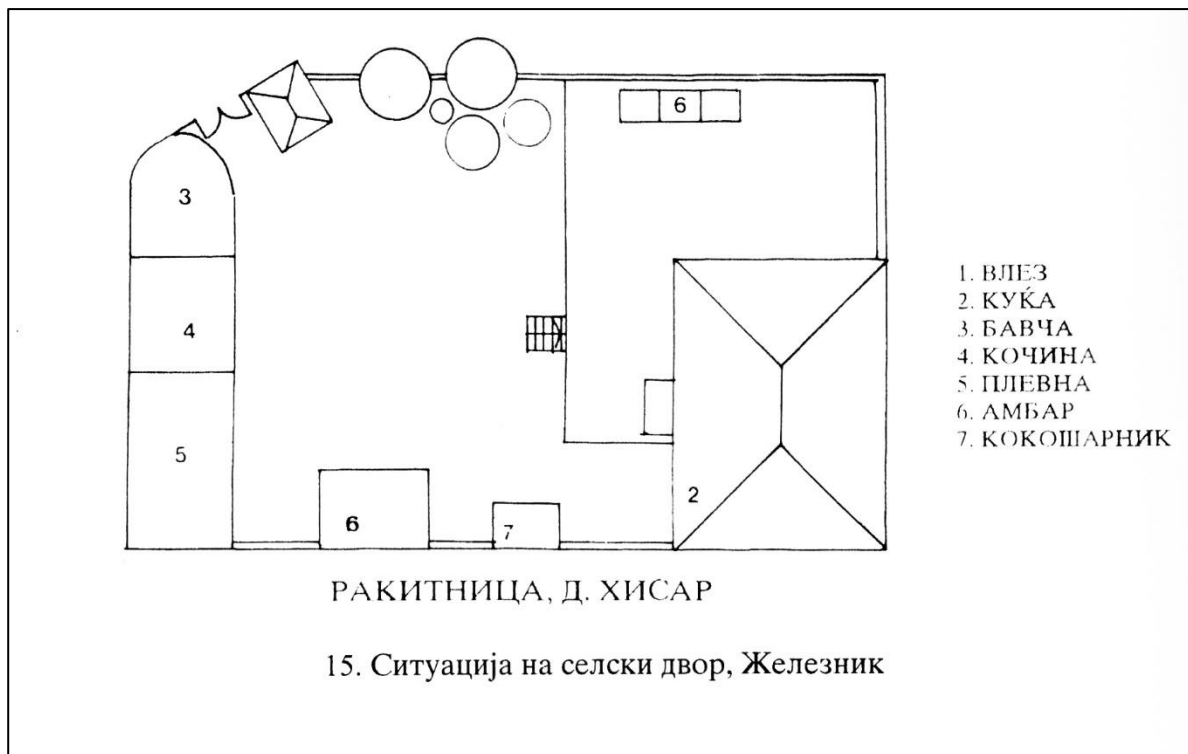 6
3
4
5
6
7
2
1. ВЛЕЗ
2. КУЌА
3. БАВЧА
4. КОЧИНА
5. ПЛЕВНА
6. АМБАР
7. КОКОШАРНИК
РАКИТНИЦА, Д. ХИСАР
15. Ситуација на селски двор, Железник